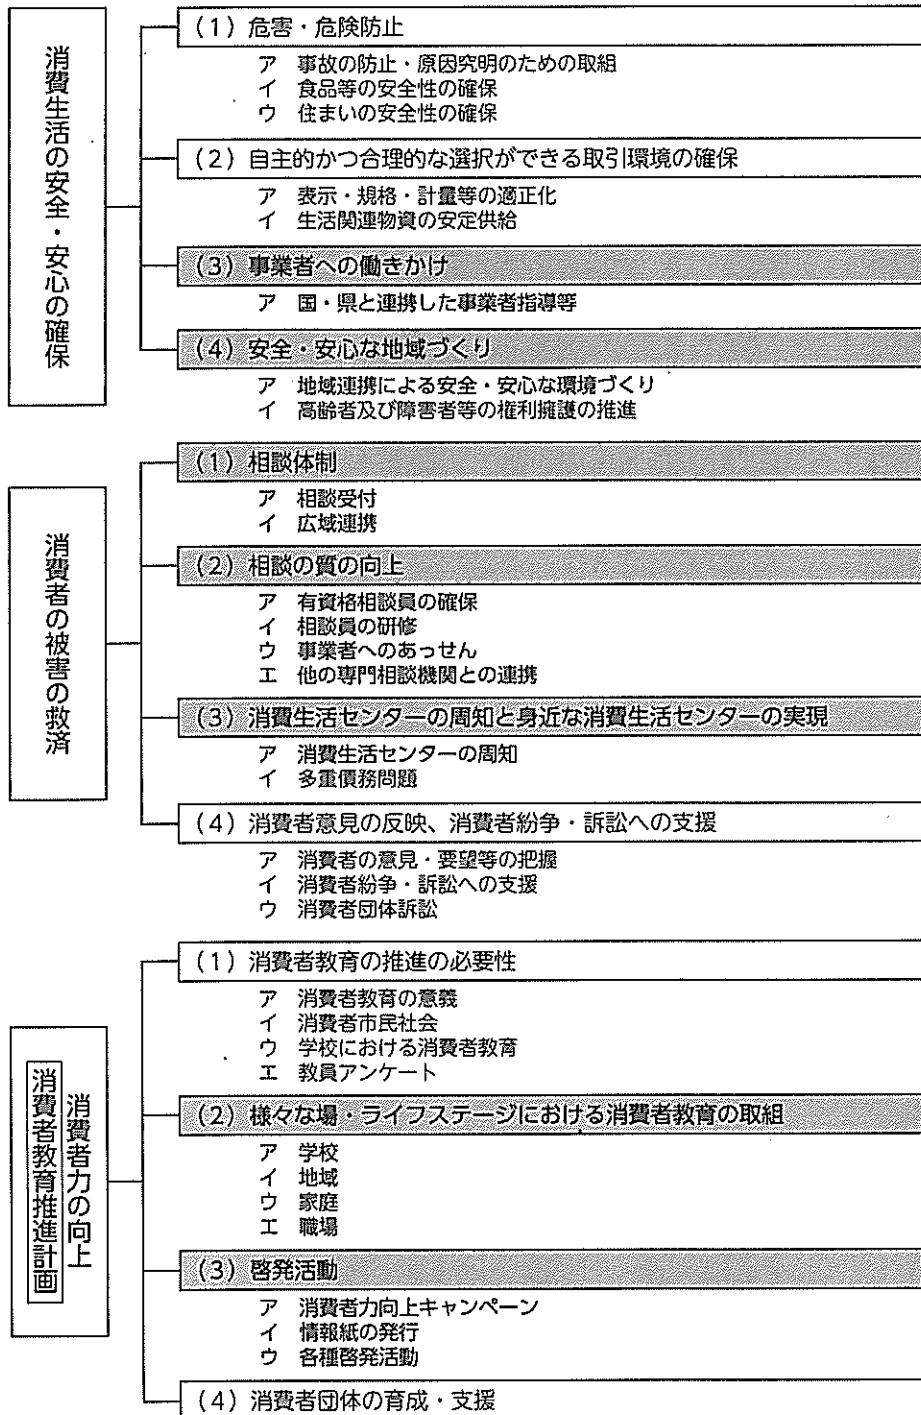 消費生活の安全・安心の確保
(1) 危害・危険防止
ア 事故の防止・原因究明のための取組
イ 食品等の安全性の確保
ウ 住まいの安全性の確保
(2) 自主的かつ合理的な選択ができる取引環境の確保
ア 表示・規格・計量等の適正化
イ 生活関連物資の安定供給
(3) 事業者への働きかけ
ア 国・県と連携した事業者指導等
(4) 安全・安心な地域づくり
ア 地域連携による安全・安心な環境づくり
イ 高齢者及び障害者等の権利擁護の推進
消費者の被害の救済
(1) 相談体制
ア 相談受付
イ 広域連携
(2) 相談の質の向上
ア 有資格相談員の確保
イ 相談員の研修
ウ 事業者へのあっせん
エ 他の専門相談機関との連携
(3) 消費生活センターの周知と身近な消費生活センターの実現
ア 消費生活センターの周知
イ 多重債務問題
(4) 消費者意見の反映、消費者紛争・訴訟への支援
ア 消費者の意見・要望等の把握
イ 消費者紛争・訴訟への支援
ウ 消費者団体訴訟
消費者力の向上
消費者教育推進計画
(1) 消費者教育の推進の必要性
ア 消費者教育の意義
イ 消費者市民社会
ウ 学校における消費者教育
エ 教員アンケート
(2) 様々な場・ライフステージにおける消費者教育の取組
ア 学校
イ 地域
ウ 家庭
エ 職場
(3) 啓発活動
ア 消費者力向上キャンペーン
イ 情報紙の発行
ウ 各種啓発活動
(4) 消費者団体の育成・支援